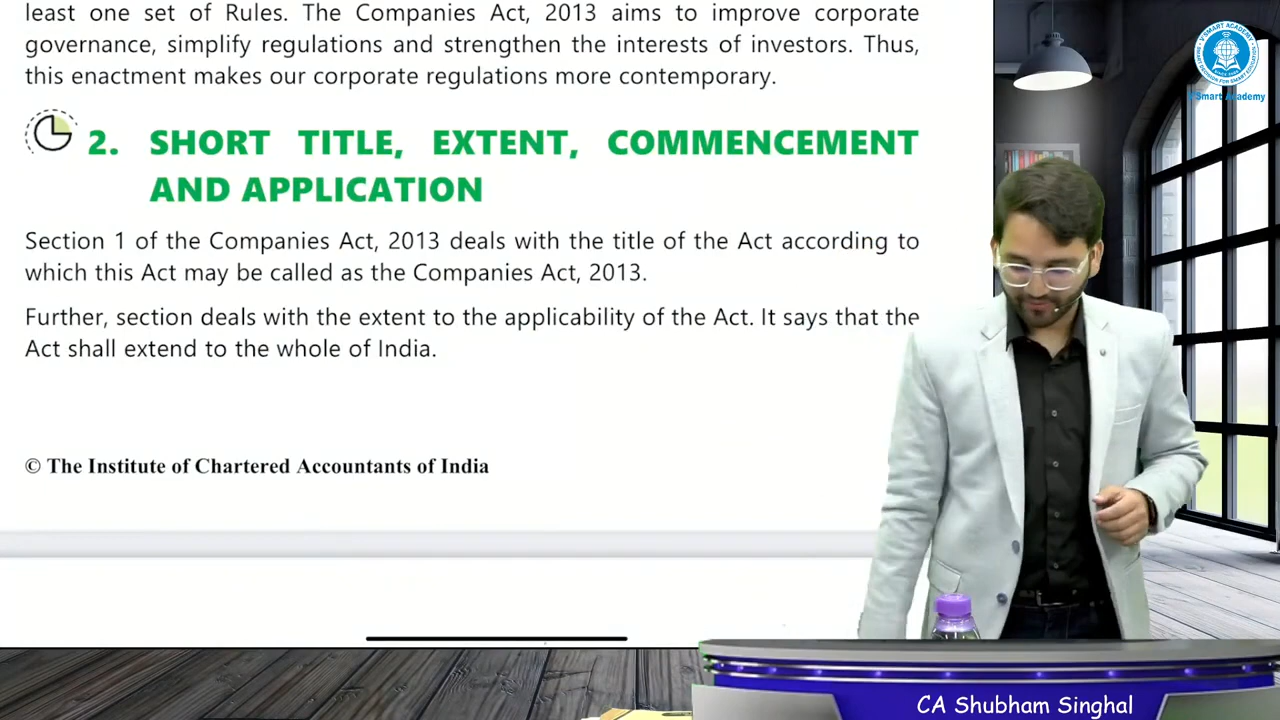 least one set of Rules. The Companies Act, 2013 aims to improve corporate
governance, simplify regulations and strengthen the interests of investors. Thus,
this enactment makes our corporate regulations more contemporary.
2. SHORT TITLE, EXTENT, COMMENCEMENT
AND APPLICATION
Section 1 of the Companies Act, 2013 deals with the title of the Act according to
which this Act may be called as the Companies Act, 2013.
Further, section deals with the extent to the applicability of the Act. It says that the
Act shall extend to the whole of India.
© The Institute of Chartered Accountants of India
V SMART ACADEMY
VSmart Academy
CA Shubham Singhal